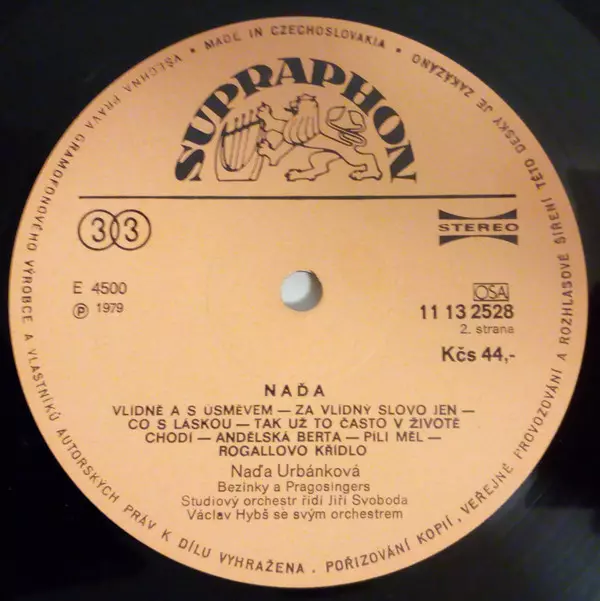 VŠECHNA PRÁVA GRAMOFONOVÉHO VÝROBCE A VLASTNÍKŮ AUTORSKÝCH PRÁV K DÍLU VYHRAŽENA. POŘIZOVÁNÍ KOPIÍ, VEŘEJNÉ PROVOZOVÁNÍ A ROZHLASOVÉ ŠÍŘENÍ TÉTO DESKY JE ZAKÁZÁNO
• MADE IN CZECHOSLOVAKIA •
SUPRAPHON
33
STEREO
E 4500
OSA
℗ 1979
11 13 2528
2. strana
Kčs 44,-
NAĎA
VLÍDNĚ A S ÚSMĚVEM — ZA VLÍDNÝ SLOVO JEN —
CO S LÁSKOU — TAK UŽ TO ČASTO V ŽIVOTĚ
CHODÍ — ANDĚLSKÁ BERTA — PILI MĚL —
ROGALLOVO KŘÍDLO
Naďa Urbánková
Bezinky a Pragosingers
Studiový orchestr řídí Jiří Svoboda
Václav Hybš se svým orchestrem